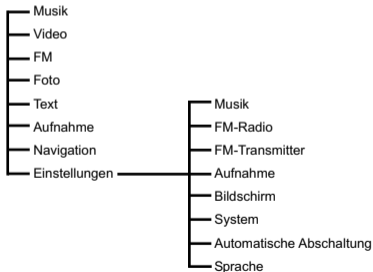 Musik
Video
FM
Foto
Text
Aufnahme
Navigation
Einstellungen
Musik
FM-Radio
FM-Transmitter
Aufnahme
Bildschirm
System
Automatische Abschaltung
Sprache